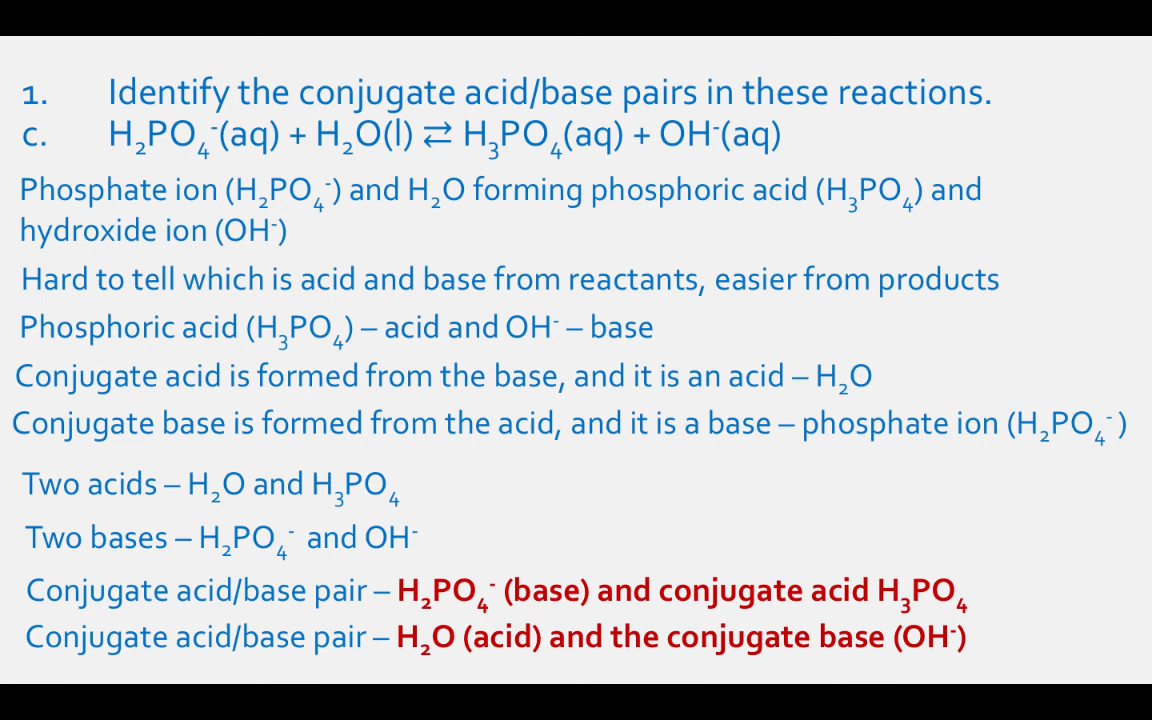 1. Identify the conjugate acid/base pairs in these reactions.
c. H₂PO₄⁻(aq) + H₂O(l) ⇄ H₃PO₄(aq) + OH⁻(aq)
Phosphate ion (H₂PO₄⁻) and H₂O forming phosphoric acid (H₃PO₄) and
hydroxide ion (OH⁻)
Hard to tell which is acid and base from reactants, easier from products
Phosphoric acid (H₃PO₄) – acid and OH⁻ – base
Conjugate acid is formed from the base, and it is an acid – H₂O
Conjugate base is formed from the acid, and it is a base – phosphate ion (H₂PO₄⁻ )
Two acids – H₂O and H₃PO₄
Two bases – H₂PO₄⁻ and OH⁻
Conjugate acid/base pair – H₂PO₄⁻ (base) and conjugate acid H₃PO₄
Conjugate acid/base pair – H₂O (acid) and the conjugate base (OH⁻)